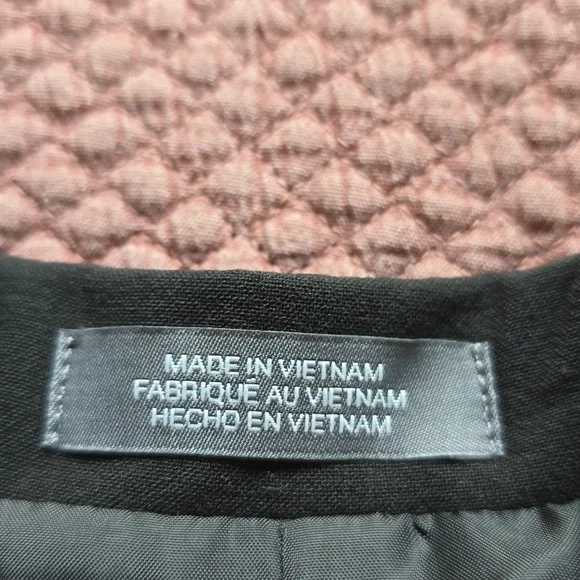 MADE IN VIETNAM
FABRIQUÉ AU VIETNAM
HECHO EN VIETNAM